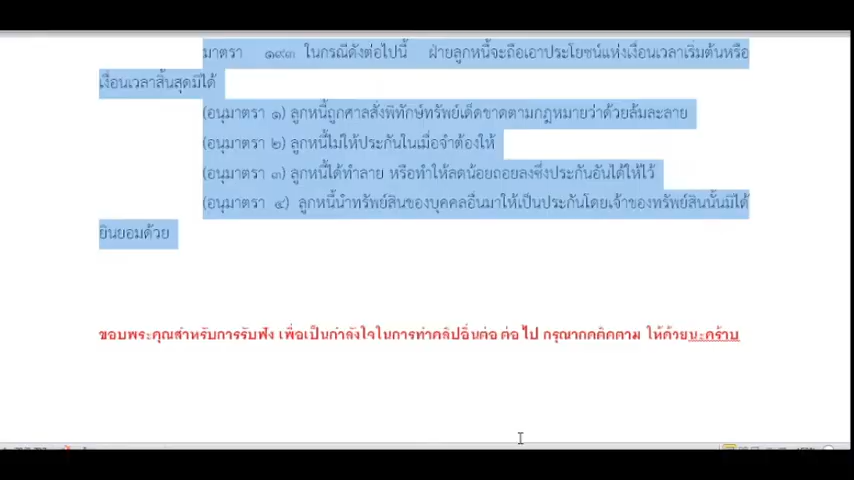 มาตรา ๑๙๓ ในกรณีดังต่อไปนี้ ฝ่ายลูกหนี้จะถือเอาประโยชน์แห่งเงื่อนเวลาเริ่มต้นหรือ
เงื่อนเวลาสิ้นสุดมิได้
(อนุมาตรา ๑) ลูกหนี้ถูกศาลสั่งพิทักษ์ทรัพย์เด็ดขาดตามกฎหมายว่าด้วยล้มละลาย
(อนุมาตรา ๒) ลูกหนี้ไม่ให้ประกันในเมื่อจำต้องให้
(อนุมาตรา ๓) ลูกหนี้ได้ทำลาย หรือทำให้ลดน้อยถอยลงซึ่งประกันอันได้ให้ไว้
(อนุมาตรา ๔) ลูกหนี้นำทรัพย์สินของบุคคลอื่นมาให้เป็นประกันโดยเจ้าของทรัพย์สินนั้นมิได้
ยินยอมด้วย
ขอบพระคุณสำหรับการรับฟัง เพื่อเป็นกำลังใจในการทำคลิปอื่นต่อ ต่อ ไป กรุณากดติดตาม ให้ด้วยนะคร้าบ